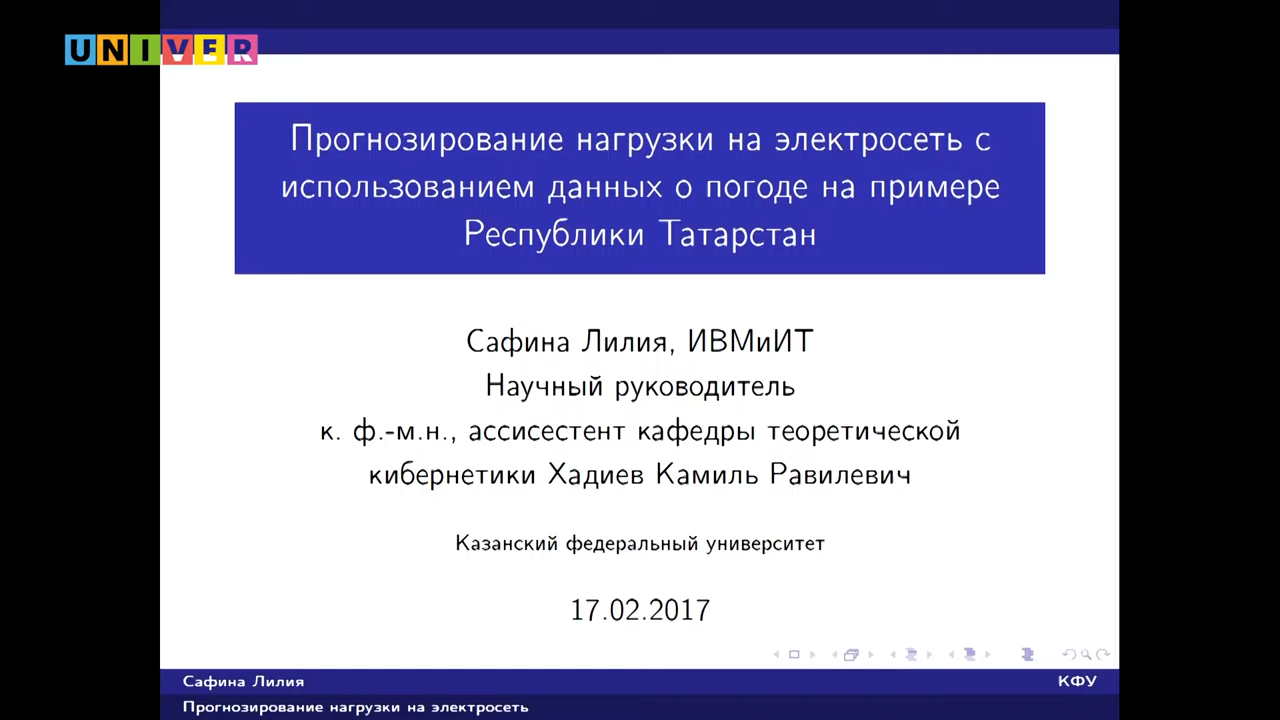 UNIVER
Прогнозирование нагрузки на электросеть с
использованием данных о погоде на примере
Республики Татарстан
Сафина Лилия, ИВМиИТ
Научный руководитель
к. ф.-м.н., ассисестент кафедры теоретической
кибернетики Хадиев Камиль Равилевич
Казанский федеральный университет
17.02.2017
Сафина Лилия КФУ
Прогнозирование нагрузки на электросеть